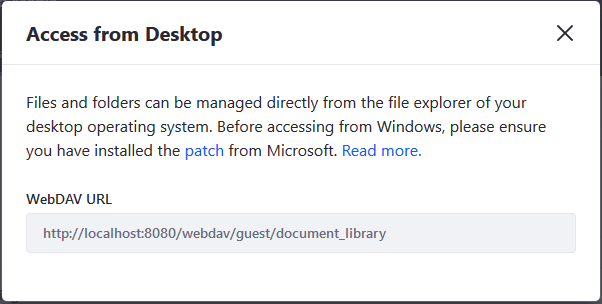 Access from Desktop
Files and folders can be managed directly from the file explorer of your
desktop operating system. Before accessing from Windows, please ensure
you have installed the patch from Microsoft. Read more.
WebDAV URL
http://localhost:8080/webdav/guest/document_library